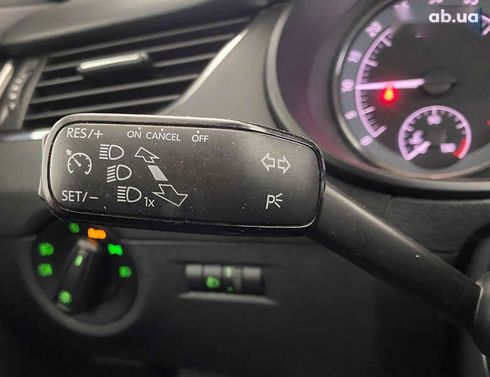 ab.ua
RES/+
ON CANCEL OFF
SET/- 1x
P